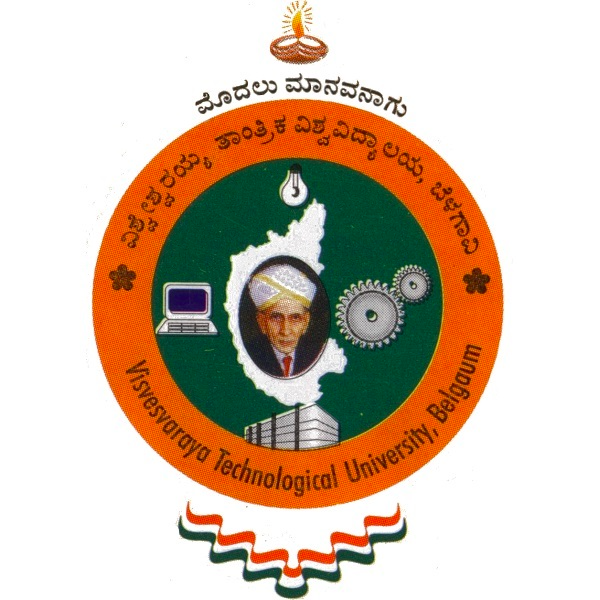 ಮೊದಲು ಮಾನವನಾಗು
ವಿಶ್ವೇಶ್ವರಯ್ಯ ತಾಂತ್ರಿಕ ವಿಶ್ವವಿದ್ಯಾಲಯ, ಬೆಳಗಾವಿ
Visvesvaraya Technological University, Belgaum